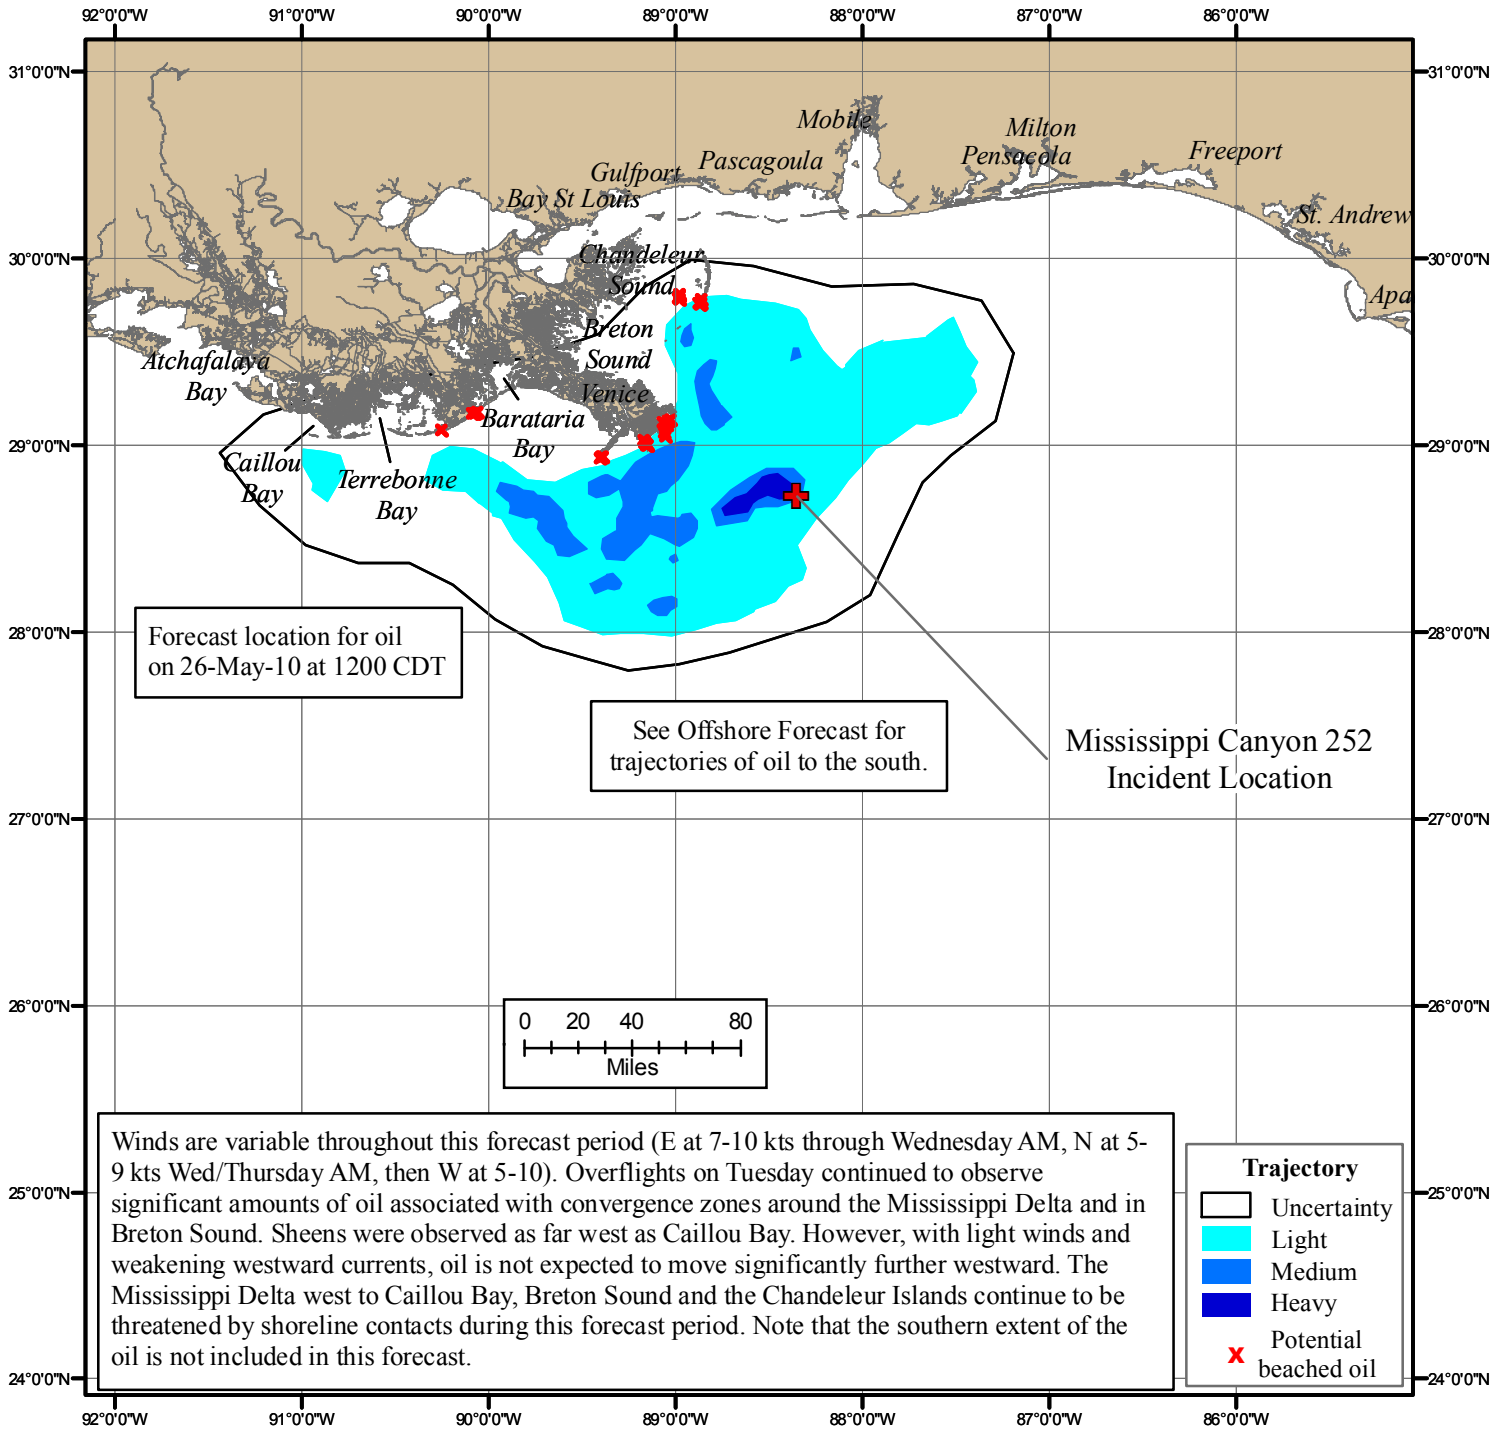 92°0'0"W 91°0'0"W 90°0'0"W 89°0'0"W 88°0'0"W 87°0'0"W 86°0'0"W
31°0'0"N 31°0'0"N
Mobile
Milton
Pensacola
Freeport
Pascagoula
Gulfport
Bay St Louis
St. Andrew
30°0'0"N 30°0'0"N
Chandeleur
Sound
Apa
Breton
Sound
Atchafalaya
Bay
Venice
Barataria
Bay
29°0'0"N 29°0'0"N
Caillou
Bay
Terrebonne
Bay
Forecast location for oil
on 26-May-10 at 1200 CDT
28°0'0"N 28°0'0"N
See Offshore Forecast for
trajectories of oil to the south.
Mississippi Canyon 252
Incident Location
27°0'0"N 27°0'0"N
26°0'0"N 26°0'0"N
0 20 40 80
Miles
Winds are variable throughout this forecast period (E at 7-10 kts through Wednesday AM, N at 5-
9 kts Wed/Thursday AM, then W at 5-10). Overflights on Tuesday continued to observe
significant amounts of oil associated with convergence zones around the Mississippi Delta and in
Breton Sound. Sheens were observed as far west as Caillou Bay. However, with light winds and
weakening westward currents, oil is not expected to move significantly further westward. The
Mississippi Delta west to Caillou Bay, Breton Sound and the Chandeleur Islands continue to be
threatened by shoreline contacts during this forecast period. Note that the southern extent of the
oil is not included in this forecast.
25°0'0"N 25°0'0"N
Trajectory
Uncertainty
Light
Medium
Heavy
x Potential
beached oil
24°0'0"N 24°0'0"N
92°0'0"W 91°0'0"W 90°0'0"W 89°0'0"W 88°0'0"W 87°0'0"W 86°0'0"W